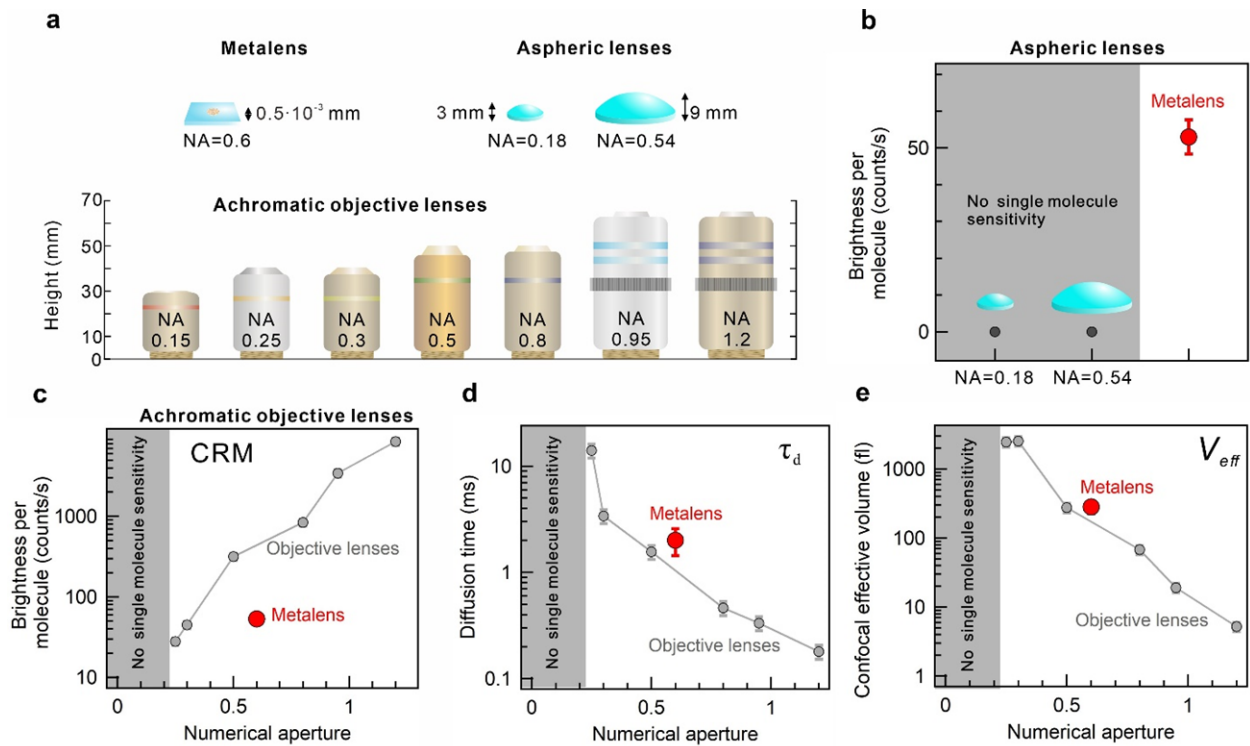 a
Metalens
Aspheric lenses
0.5·10⁻³ mm
NA=0.6
3 mm
NA=0.18
9 mm
NA=0.54
Achromatic objective lenses
Height (mm)
70
50
30
10
0
NA
0.15
NA
0.25
NA
0.3
NA
0.5
NA
0.8
NA
0.95
NA
1.2
b
Aspheric lenses
Brightness per
molecule (counts/s)
50
0
No single molecule
sensitivity
Metalens
NA=0.18
NA=0.54
c
Achromatic objective lenses
Brightness per
molecule (counts/s)
1000
100
10
No single molecule sensitivity
CRM
Objective lenses
Metalens
0
0.5
1
Numerical aperture
d
Diffusion time (ms)
10
1
0.1
No single molecule sensitivity
τd
Metalens
Objective lenses
0
0.5
1
Numerical aperture
e
Confocal effective volume (fl)
1000
100
10
1
No single molecule sensitivity
Veff
Metalens
Objective lenses
0
0.5
1
Numerical aperture